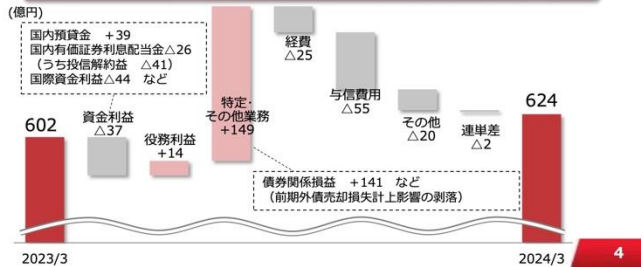 (億円)
国内預貸金 +39
国内有価証券利息配当金△26
(うち投信解約益 △41)
国際資金利益△44 など
602
資金利益
△37
役務利益
+14
特定・
その他業務
+149
経費
△25
与信費用
△55
その他
△20
連単差
△2
624
債券関係損益 +141 など
(前期外債売却損失計上影響の剥落)
2023/3
2024/3
4